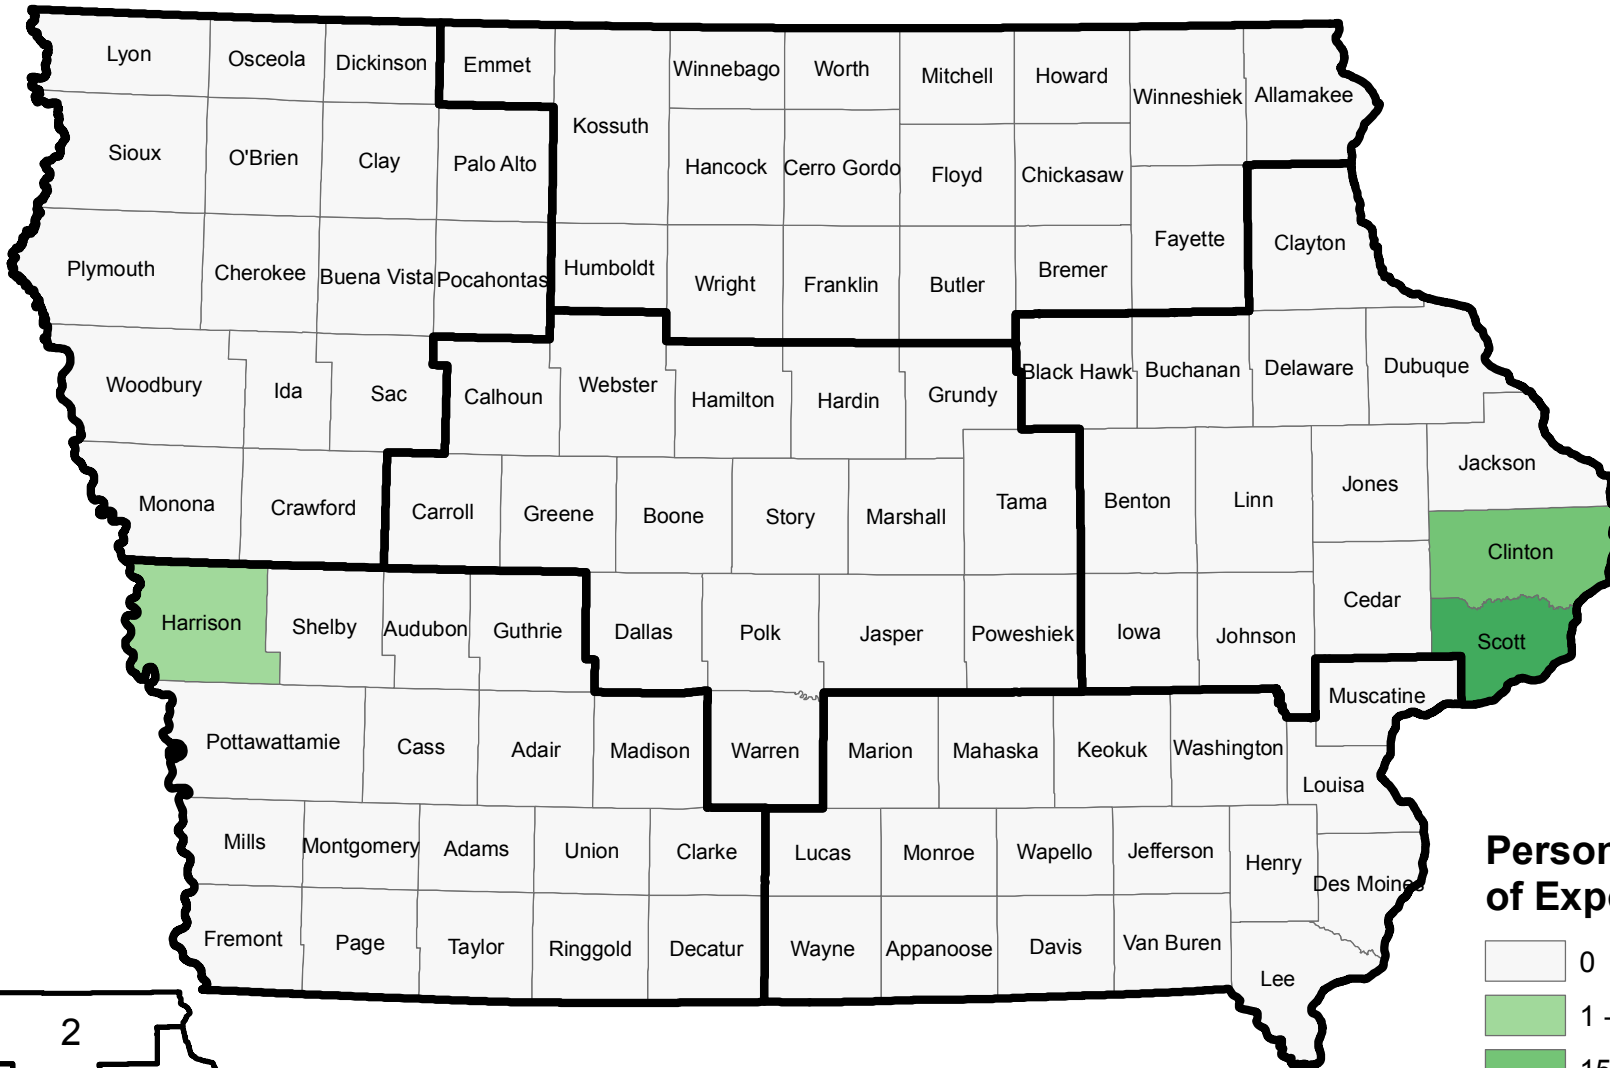 Lyon
Osceola
Dickinson
Emmet
Kossuth
Winnebago
Worth
Mitchell
Howard
Winneshiek
Allamakee
Sioux
O'Brien
Clay
Palo Alto
Hancock
Cerro Gordo
Floyd
Chickasaw
Fayette
Clayton
Plymouth
Cherokee
Buena Vista
Pocahontas
Humboldt
Wright
Franklin
Butler
Bremer
Woodbury
Ida
Sac
Calhoun
Webster
Hamilton
Hardin
Grundy
Black Hawk
Buchanan
Delaware
Dubuque
Monona
Crawford
Carroll
Greene
Boone
Story
Marshall
Tama
Benton
Linn
Jones
Jackson
Clinton
Harrison
Shelby
Audubon
Guthrie
Dallas
Polk
Jasper
Poweshiek
Iowa
Johnson
Cedar
Scott
Muscatine
Pottawattamie
Cass
Adair
Madison
Warren
Marion
Mahaska
Keokuk
Washington
Louisa
Mills
Montgomery
Adams
Union
Clarke
Lucas
Monroe
Wapello
Jefferson
Henry
Des Moines
Fremont
Page
Taylor
Ringgold
Decatur
Wayne
Appanoose
Davis
Van Buren
Lee
Person
of Exp
0
1 -
2